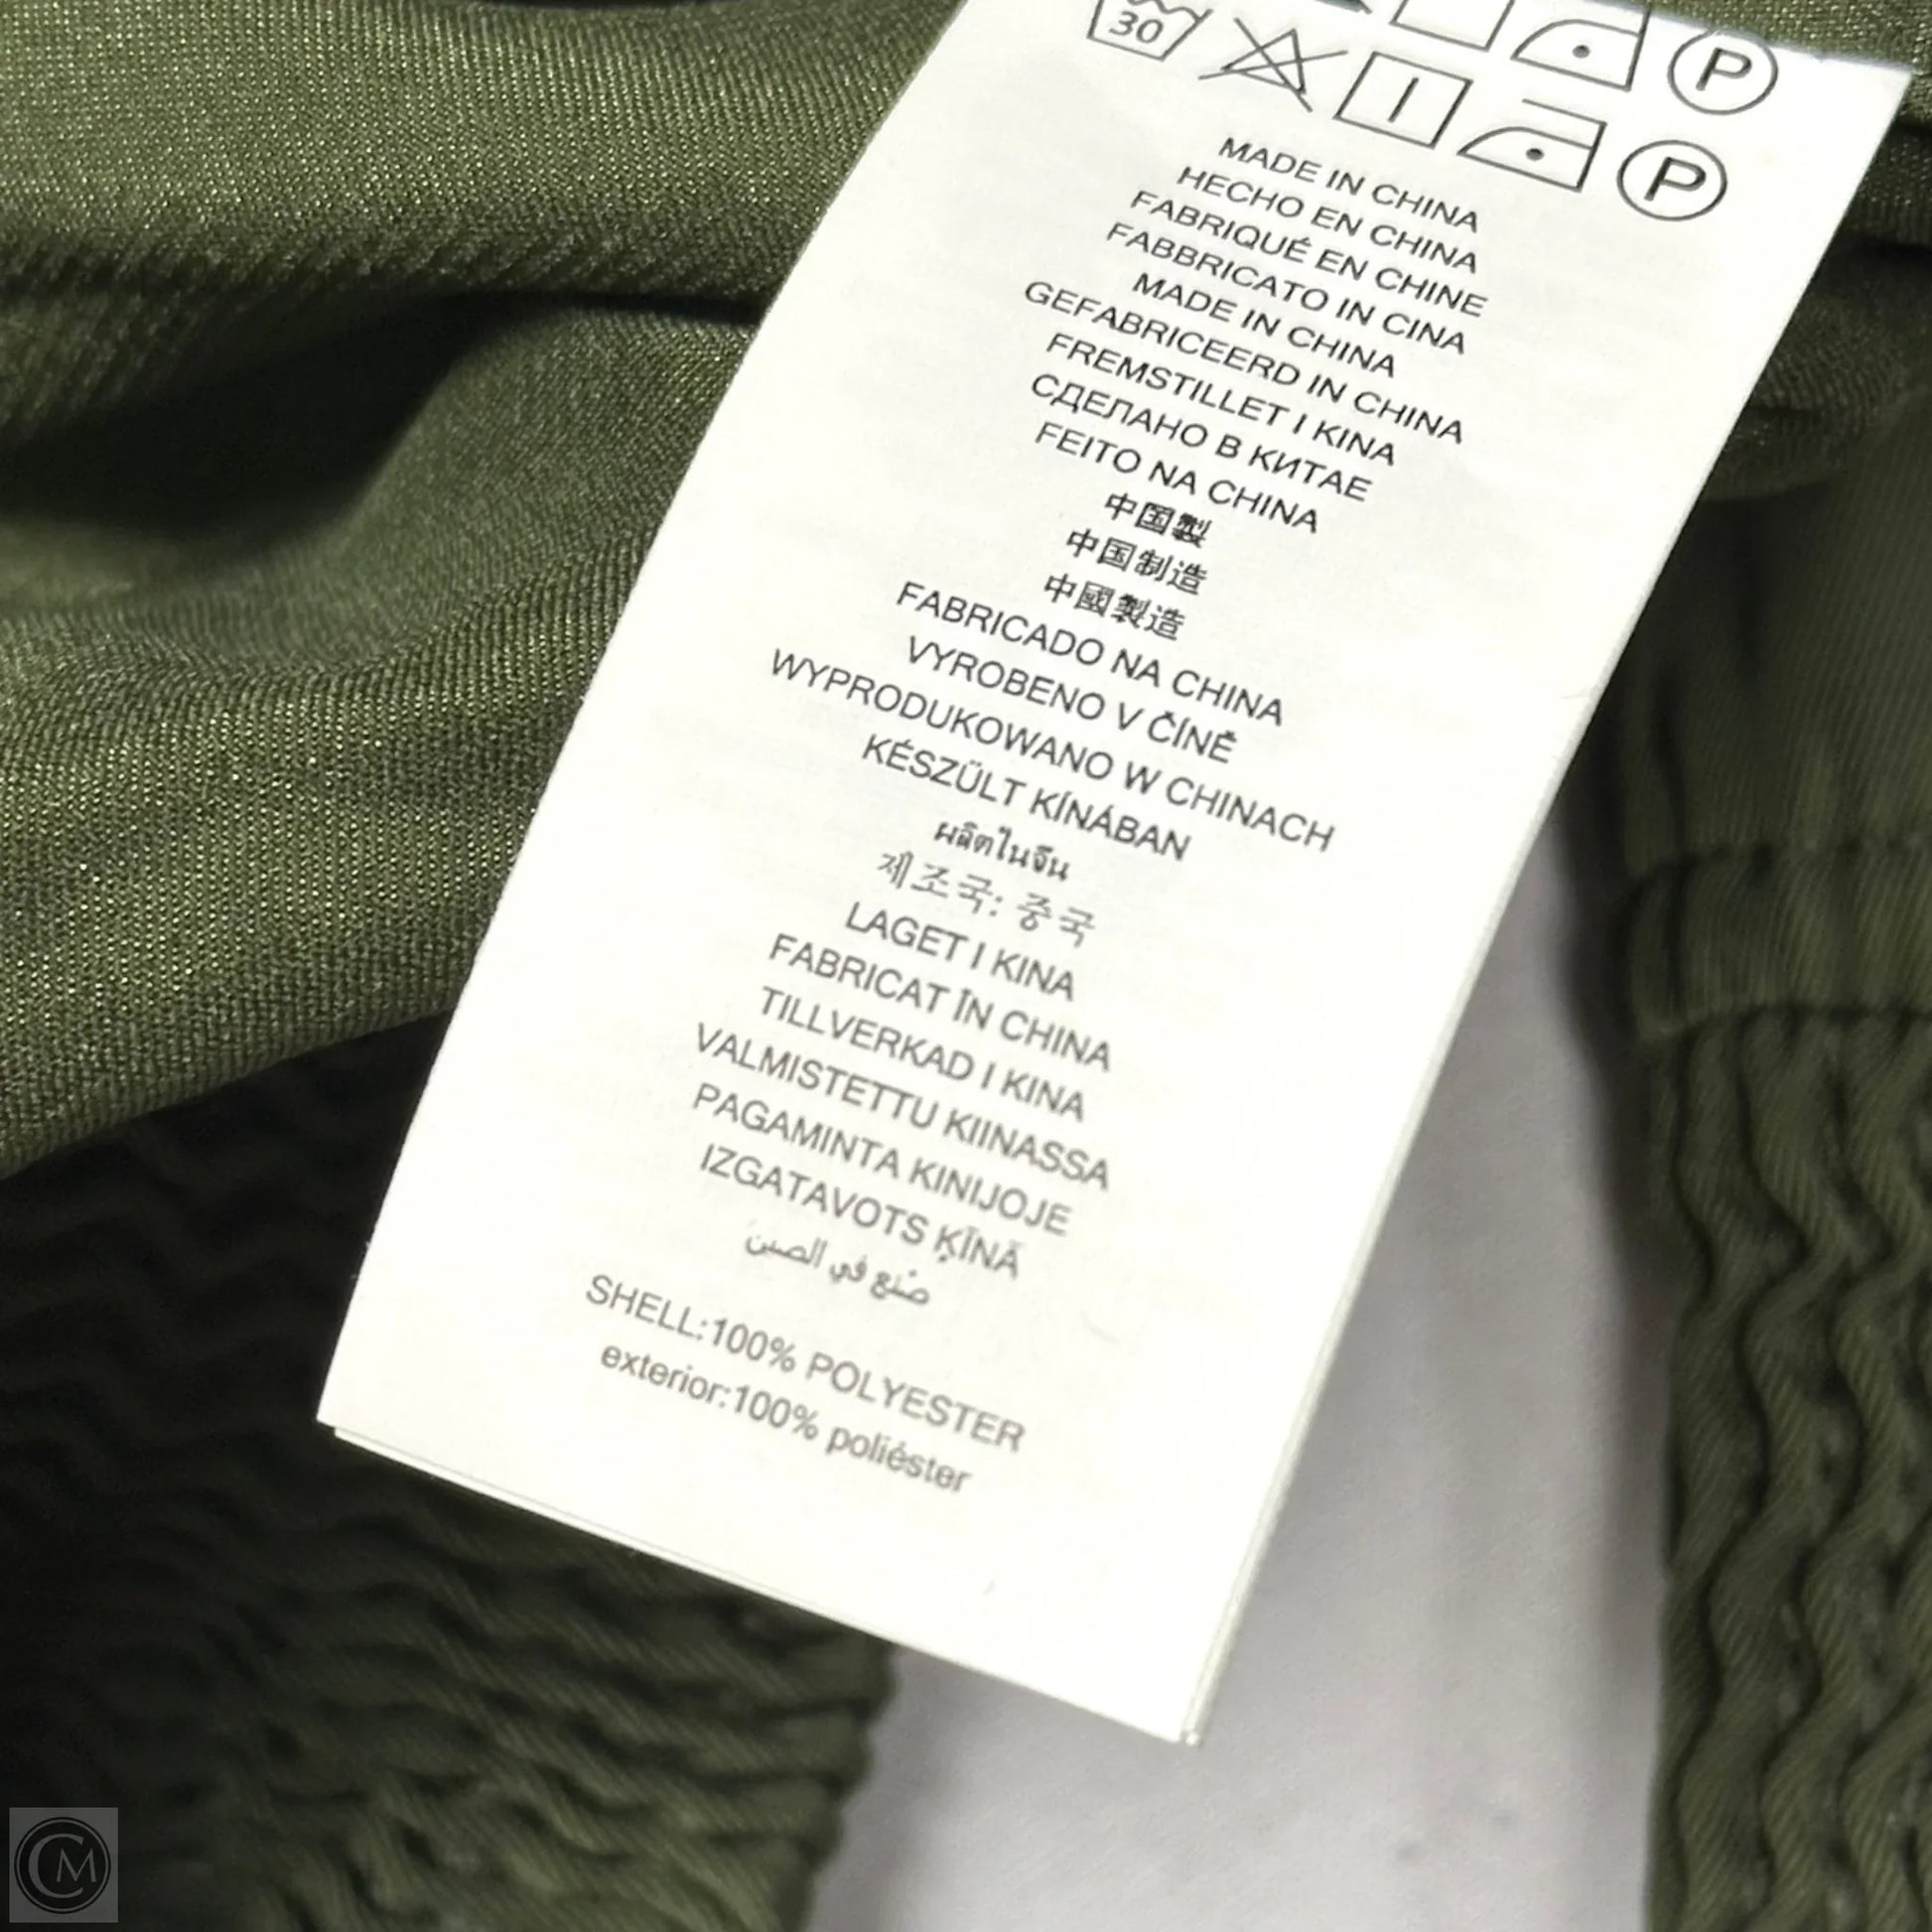 P
30 P
MADE IN CHINA
HECHO EN CHINA
FABRIQUÉ EN CHINE
FABBRICATO IN CINA
MADE IN CHINA
GEFABRICEERD IN CHINA
FREMSTILLET I KINA
СДЕЛАНО В КИТАЕ
FEITO NA CHINA
中国製
中国制造
中國製造
FABRICADO NA CHINA
VYROBENO V ČÍNĚ
WYPRODUKOWANO W CHINACH
KÉSZÜLT KÍNÁBAN
ผลิตในจีน
제조국: 중국
LAGET I KINA
FABRICAT ÎN CHINA
TILLVERKAD I KINA
VALMISTETTU KIINASSA
PAGAMINTA KINIJOJE
IZGATAVOTS ĶĪNĀ
صنع في الصين
SHELL:100% POLYESTER
exterior:100% poliéster
CM